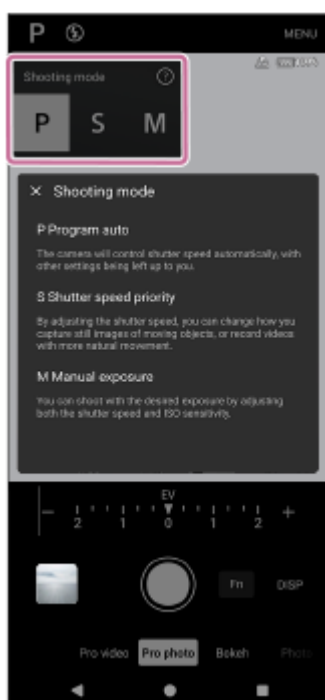 P
MENU
Shooting mode
P S M
Shooting mode
P Program auto
The camera will control shutter speed automatically, with
other settings being left up to you.
S Shutter speed priority
By adjusting the shutter speed, you can change how you
capture still images of moving objects, or record videos
with more natural movement.
M Manual exposure
You can shoot with the desired exposure by adjusting
both the shutter speed and ISO sensitivity.
EV
− 2 1 0 1 2 +
Fn DISP
Pro video Pro photo Bokeh Photo